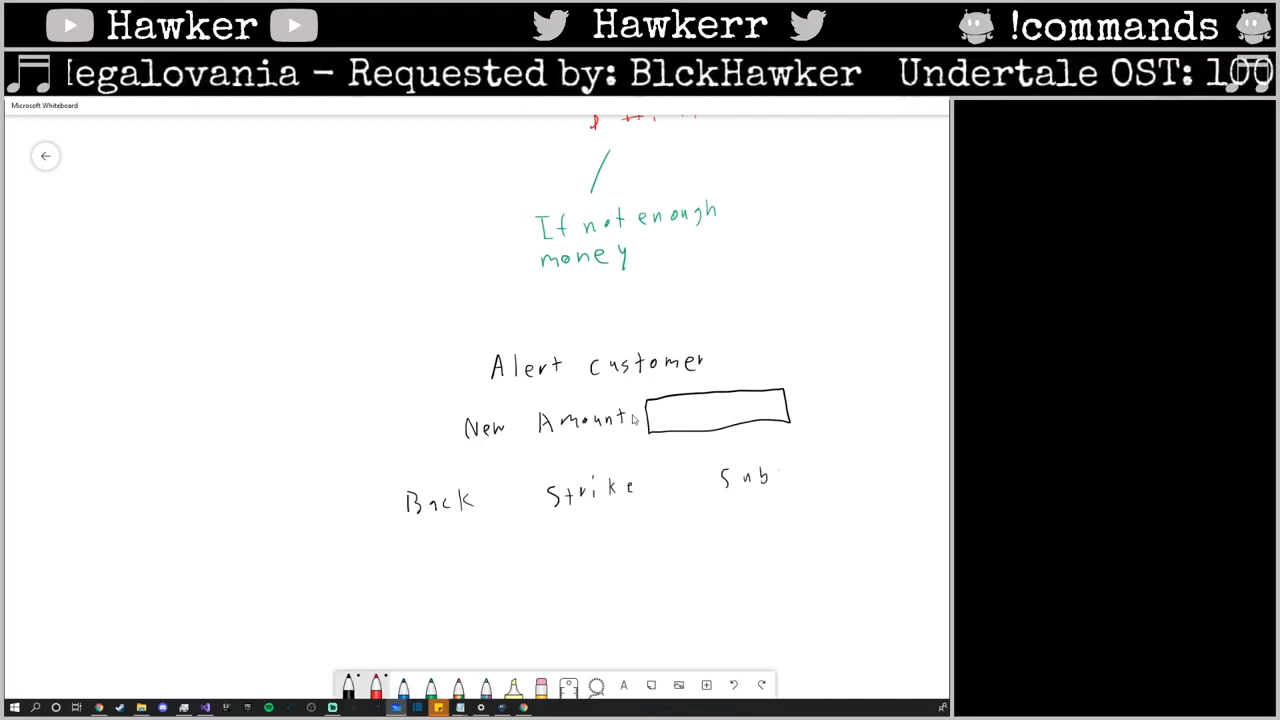 Hawker
Hawkerr
!commands
legalovania - Requested by: BlckHawker Undertale OST: 100
Microsoft Whiteboard
If not enough
money
Alert customer
New Amount
Back Strike Sub